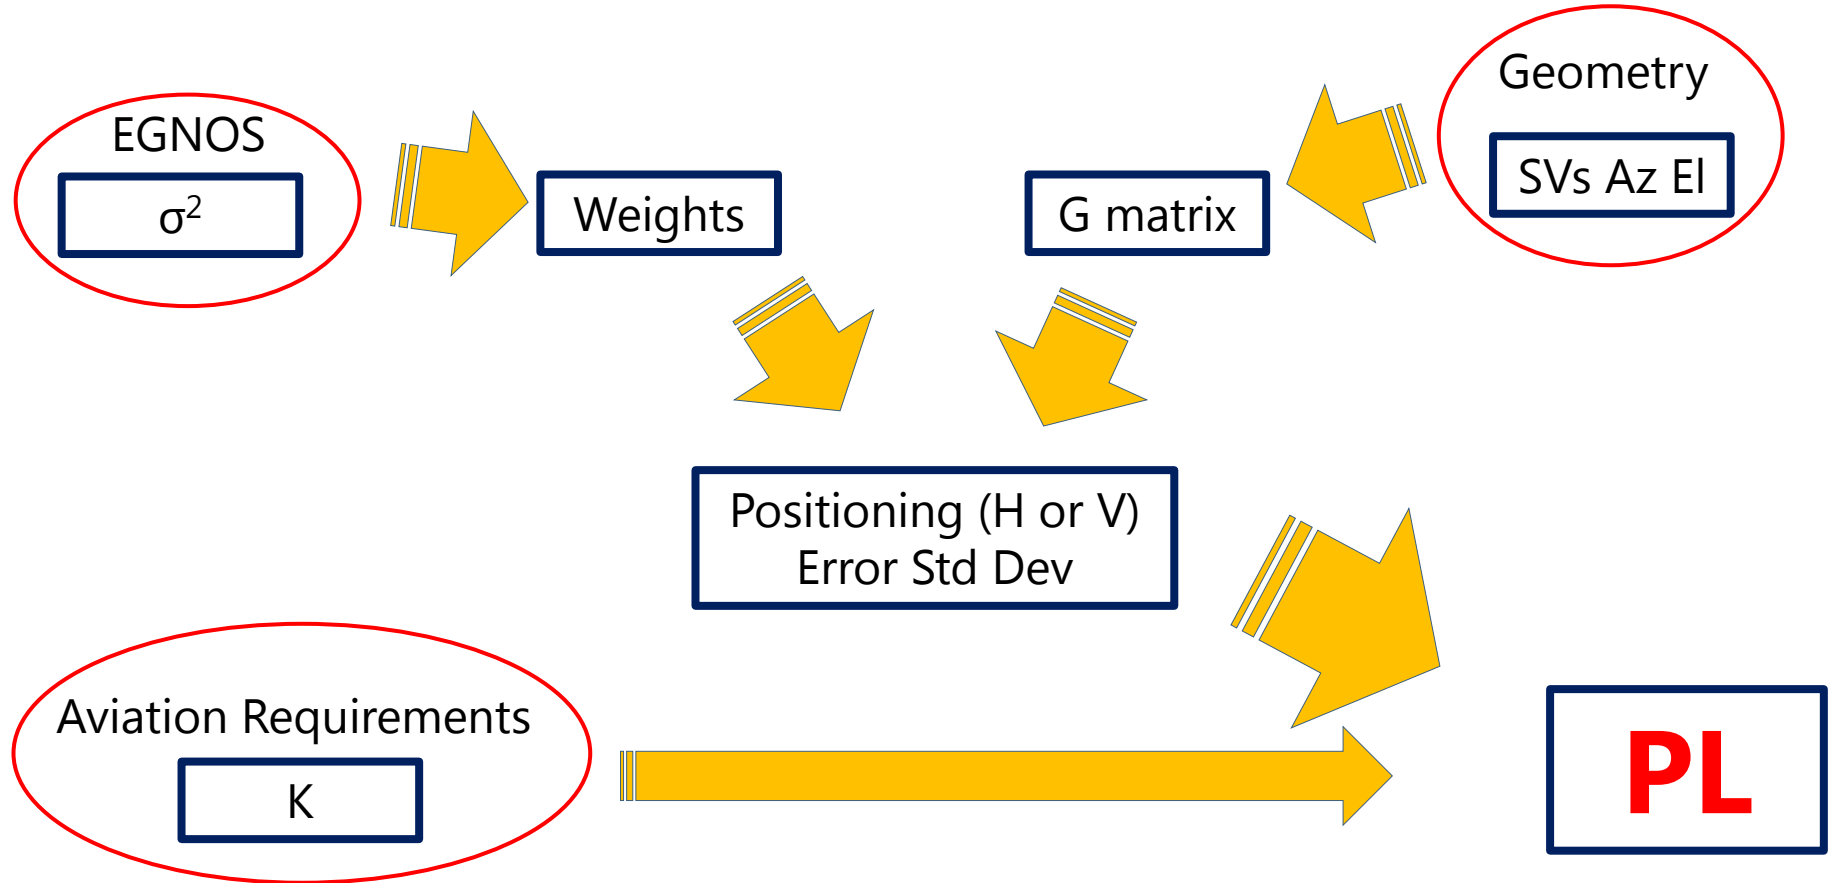 Geometry
EGNOS
SVs Az El
σ²
Weights
G matrix
Positioning (H or V)
Error Std Dev
Aviation Requirements
K
PL